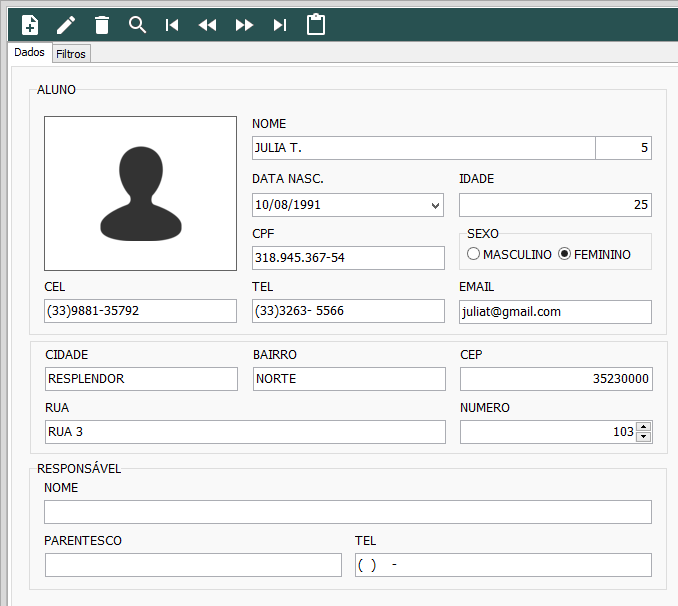 Dados Filtros
ALUNO
NOME
JULIA T. 5
DATA NASC. IDADE
10/08/1991 25
CPF SEXO
318.945.367-54 MASCULINO FEMININO
CEL TEL EMAIL
(33)9881-35792 (33)3263- 5566 juliat@gmail.com
CIDADE BAIRRO CEP
RESPLENDOR NORTE 35230000
RUA NUMERO
RUA 3 103
RESPONSÁVEL
NOME
PARENTESCO TEL
( ) -